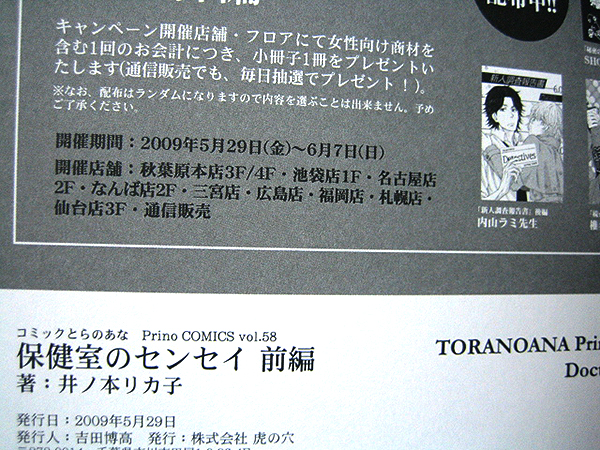 配布中!!
キャンペーン開催店舗・フロアにて女性向け商材を
含む1回のお会計につき、小冊子1冊をプレゼントい
たします(通信販売でも、毎日抽選でプレゼント！)。
※なお、配布はランダムになりますので内容を選ぶことは出来ません。予め
ご了承ください。
開催期間：2009年5月29日(金)〜6月7日(日)
開催店舗：秋葉原本店3F/4F・池袋店1F・名古屋店
2F・なんば店2F・三宮店・広島店・福岡店・札幌店・
仙台店3F・通信販売
新人調査報告書
Detectives
「新人調査報告書」後編
内山ラミ先生
コミックとらのあな Prino COMICS vol.58
保健室のセンセイ 前編
著：井ノ本リカ子
発行日：2009年5月29日
発行人：吉田博高 発行：株式会社 虎の穴
TORANOANA Prin
Docu